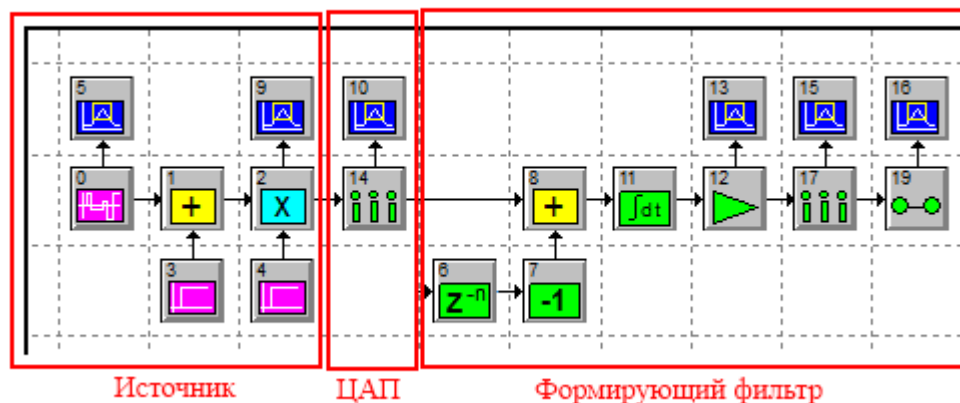 5 9 10 13 15 16
0 1 2 14 8 11 12 17 19
+ X + ∫dt
3 4 6 7
Z⁻ⁿ -1
Источник ЦАП Формирующий фильтр